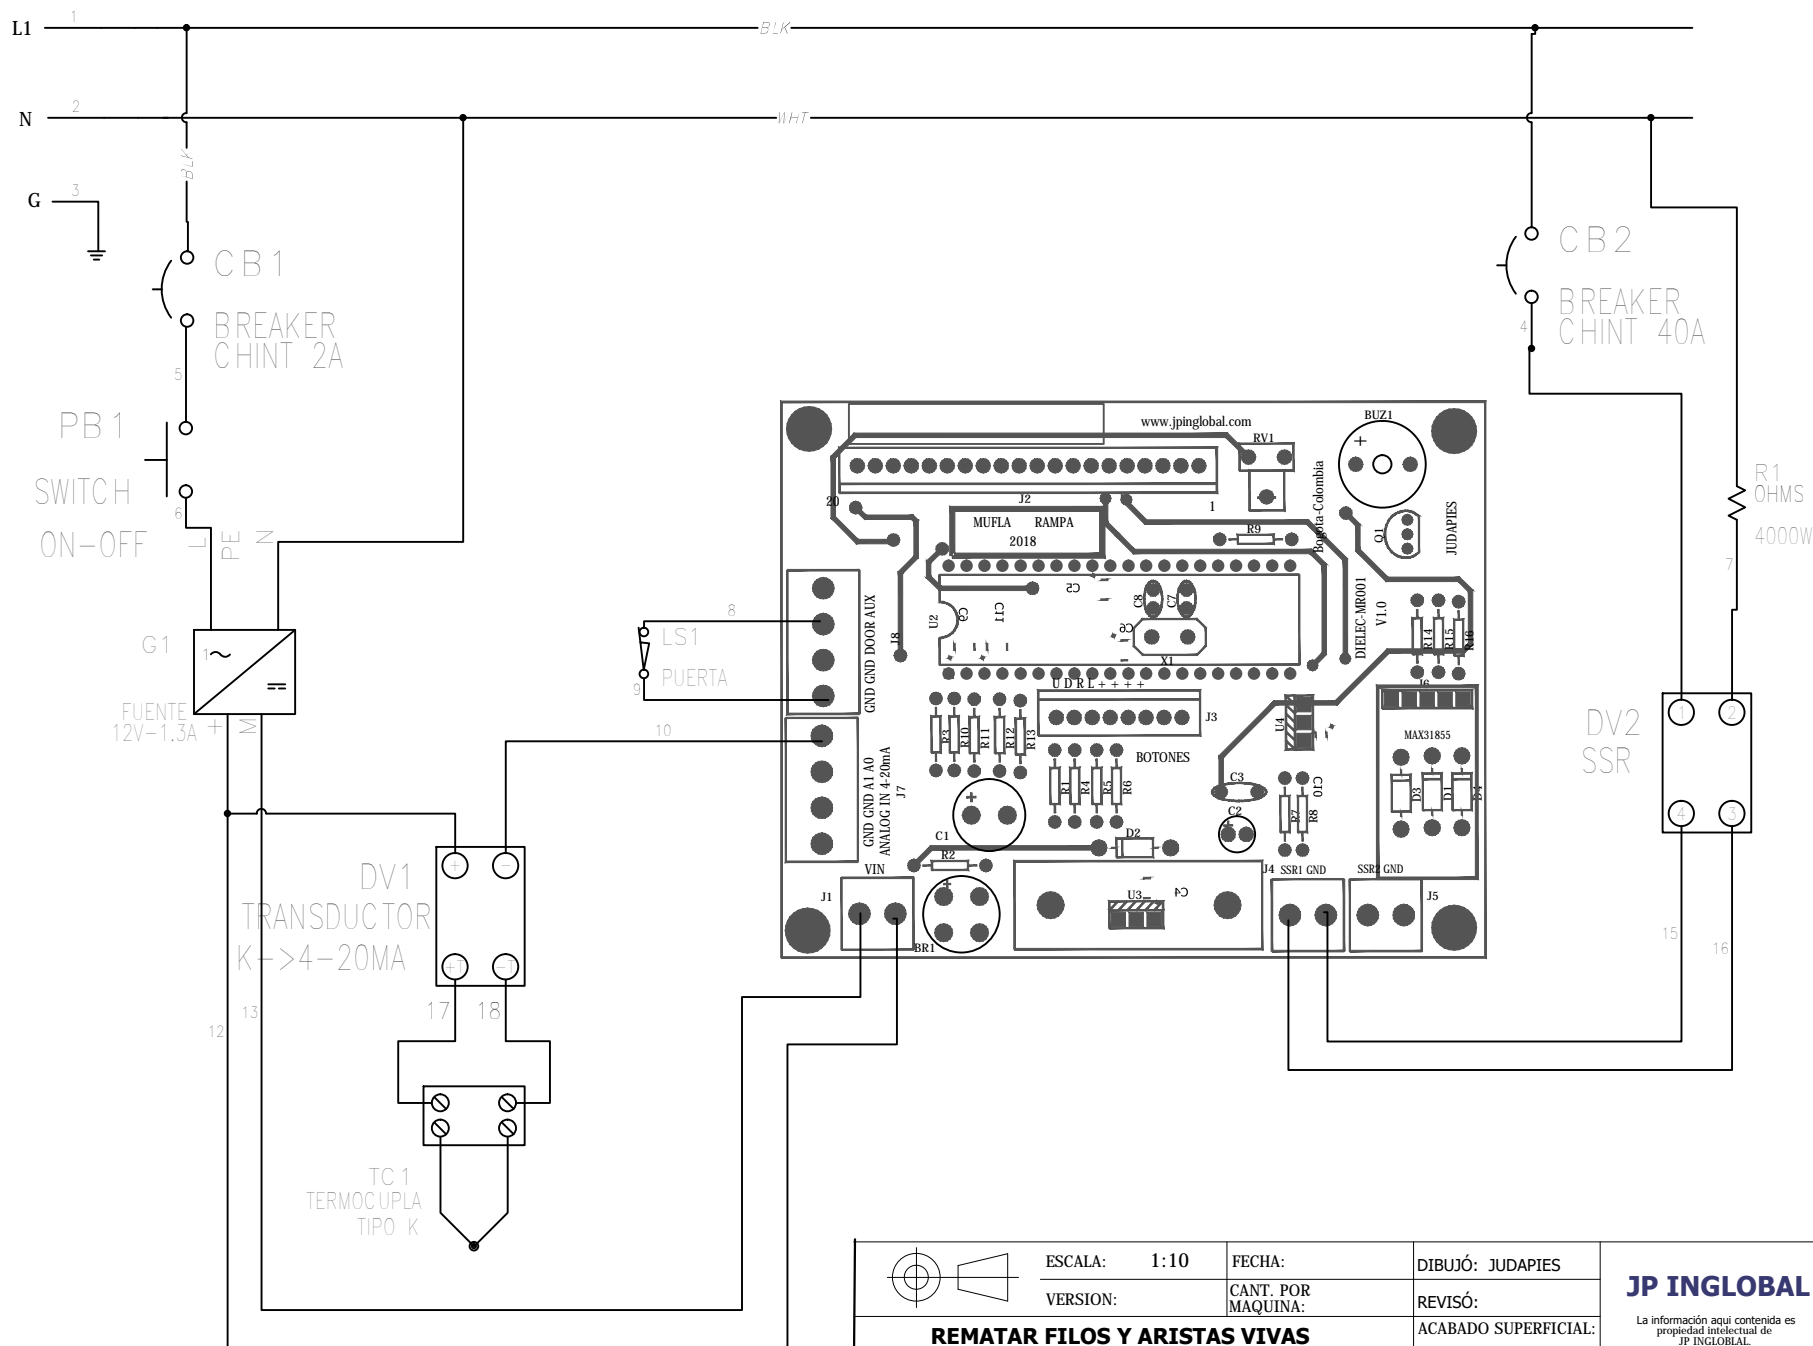 L1 1 BLK
N 2 WHT
G 3
BLK
CB1
BREAKER
CHINT 2A
5
PB1
SWITCH
ON-OFF
6
L
PE
N
G1
1
FUENTE
12V-1.3A
+
M
CB2
BREAKER
CHINT 40A
4
R1
OHMS
4000W
7
8
LS1
PUERTA
9
10
www.jpinglobal.com
BUZ1
+
RV1
J2
20
1
MUFLA RAMPA
2018
R9
Bogota-Colombia
Q1
JUDAPIES
GND GND DOOR AUX
J8
U2
C9
C11
C5
C8
C7
C6
X1
DIELEC-MR001
V1.0
R14
R15
R16
U D R L + + + +
J3
BOTONES
R3
R10
R11
R12
R13
R1
R4
R5
R6
U4
J6
MAX31855
D3
D1
D4
GND GND A1 A0
ANALOG IN 4-20mA
J7
+
C1
C3
C2
+
C10
R7
R8
D2
R2
VIN
J1
+
BR1
U3
C4
J4
SSR1 GND
SSR2 GND
J5
DV2
SSR
1
2
4
3
15
16
DV1
TRANSDUCTOR
K->4-20MA
+
-
+T
-T
17
18
12
13
TC1
TERMOCUPLA
TIPO K
ESCALA: 1:10
FECHA:
DIBUJÓ: JUDAPIES
VERSION:
CANT. POR
MAQUINA:
REVISÓ:
REMATAR FILOS Y ARISTAS VIVAS
ACABADO SUPERFICIAL:
JP INGLOBAL
La información aqui contenida es
propiedad intelectual de
JP INGLOBLAL.